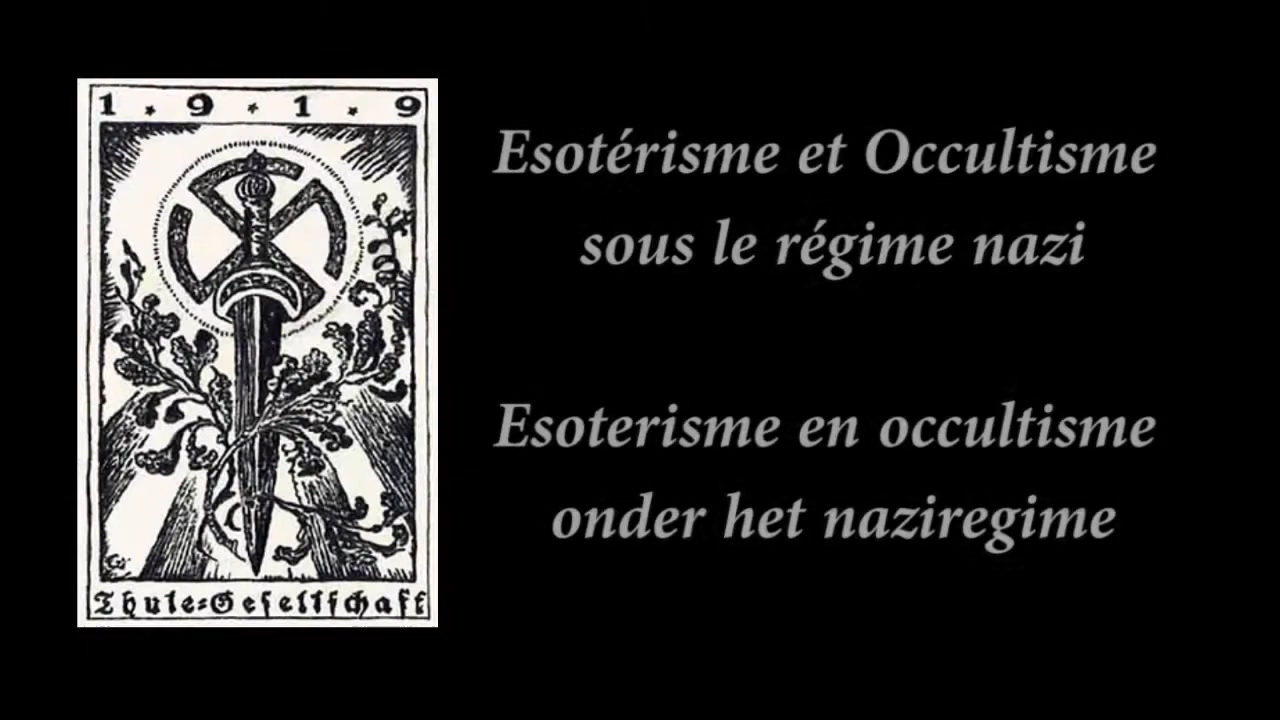 1 · 9 · 1 · 9
Thule=Gesellschaft
Esotérisme et Occultisme
sous le régime nazi
Esoterisme en occultisme
onder het naziregime